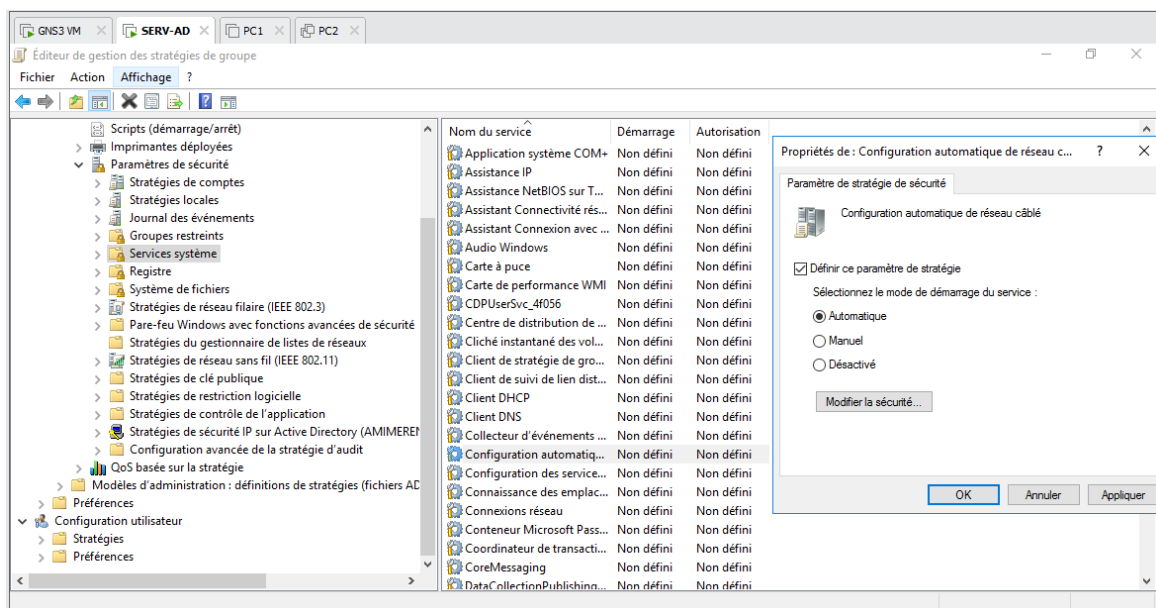 GNS3 VM SERV-AD PC1 PC2
Éditeur de gestion des stratégies de groupe
Fichier Action Affichage ?
Scripts (démarrage/arrêt)
Imprimantes déployées
Paramètres de sécurité
Stratégies de comptes
Stratégies locales
Journal des événements
Groupes restreints
Services système
Registre
Système de fichiers
Stratégies de réseau filaire (IEEE 802.3)
Pare-feu Windows avec fonctions avancées de sécurité
Stratégies du gestionnaire de listes de réseaux
Stratégies de réseau sans fil (IEEE 802.11)
Stratégies de clé publique
Stratégies de restriction logicielle
Stratégies de contrôle de l'application
Stratégies de sécurité IP sur Active Directory (AMIMEREN
Configuration avancée de la stratégie d'audit
QoS basée sur la stratégie
Modèles d'administration : définitions de stratégies (fichiers AD
Préférences
Configuration utilisateur
Stratégies
Préférences
Nom du service Démarrage Autorisation
Application système COM+ Non défini Non défini
Assistance IP Non défini Non défini
Assistance NetBIOS sur T... Non défini Non défini
Assistant Connectivité rés... Non défini Non défini
Assistant Connexion avec ... Non défini Non défini
Audio Windows Non défini Non défini
Carte à puce Non défini Non défini
Carte de performance WMI Non défini Non défini
CDPUserSvc_4f056 Non défini Non défini
Centre de distribution de ... Non défini Non défini
Cliché instantané des vol... Non défini Non défini
Client de stratégie de gro... Non défini Non défini
Client de suivi de lien dist... Non défini Non défini
Client DHCP Non défini Non défini
Client DNS Non défini Non défini
Collecteur d'événements ... Non défini Non défini
Configuration automatiq... Non défini Non défini
Configuration des service... Non défini Non défini
Connaissance des emplac... Non défini Non défini
Connexions réseau Non défini Non défini
Conteneur Microsoft Pass... Non défini Non défini
Coordinateur de transacti... Non défini Non défini
CoreMessaging Non défini Non défini
DataCollectionPublishing... Non défini Non défini
Propriétés de : Configuration automatique de réseau c... ?
Paramètre de stratégie de sécurité
Configuration automatique de réseau câblé
Définir ce paramètre de stratégie
Sélectionnez le mode de démarrage du service :
Automatique
Manuel
Désactivé
Modifier la sécurité...
OK Annuler Appliquer